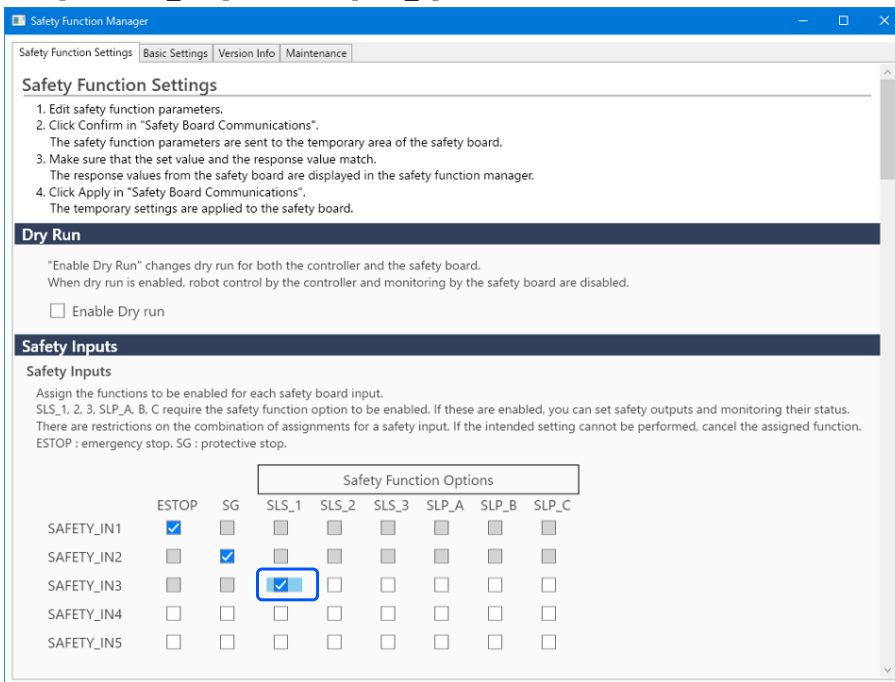 Safety Function Manager
Safety Function Settings Basic Settings Version Info Maintenance
Safety Function Settings
1. Edit safety function parameters.
2. Click Confirm in "Safety Board Communications".
The safety function parameters are sent to the temporary area of the safety board.
3. Make sure that the set value and the response value match.
The response values from the safety board are displayed in the safety function manager.
4. Click Apply in "Safety Board Communications".
The temporary settings are applied to the safety board.
Dry Run
"Enable Dry Run" changes dry run for both the controller and the safety board.
When dry run is enabled, robot control by the controller and monitoring by the safety board are disabled.
Enable Dry run
Safety Inputs
Safety Inputs
Assign the functions to be enabled for each safety board input.
SLS_1, 2, 3, SLP_A, B, C require the safety function option to be enabled. If these are enabled, you can set safety outputs and monitoring their status.
There are restrictions on the combination of assignments for a safety input. If the intended setting cannot be performed, cancel the assigned function.
ESTOP : emergency stop. SG : protective stop.
Safety Function Options
ESTOP SG SLS_1 SLS_2 SLS_3 SLP_A SLP_B SLP_C
SAFETY_IN1
SAFETY_IN2
SAFETY_IN3
SAFETY_IN4
SAFETY_IN5